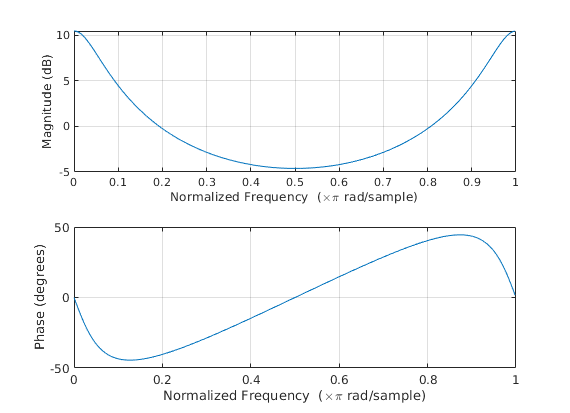 10
5
0
-5
Magnitude (dB)
0 0.1 0.2 0.3 0.4 0.5 0.6 0.7 0.8 0.9 1
Normalized Frequency (×π rad/sample)
50
0
-50
Phase (degrees)
0 0.2 0.4 0.6 0.8 1
Normalized Frequency (×π rad/sample)